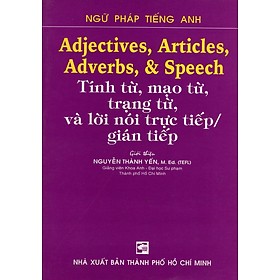 NGỮ PHÁP TIẾNG ANH
Adjectives, Articles,
Adverbs, & Speech
Tính từ, mạo từ,
trạng từ,
và lời nói trực tiếp/
gián tiếp
Giới thiệu
NGUYỄN THÀNH YẾN, M. Ed. (TEFL)
Giảng viên Khoa Anh - Đại học Sư phạm
Thành phố Hồ Chí Minh
NHÀ XUẤT BẢN THÀNH PHỐ HỒ CHÍ MINH